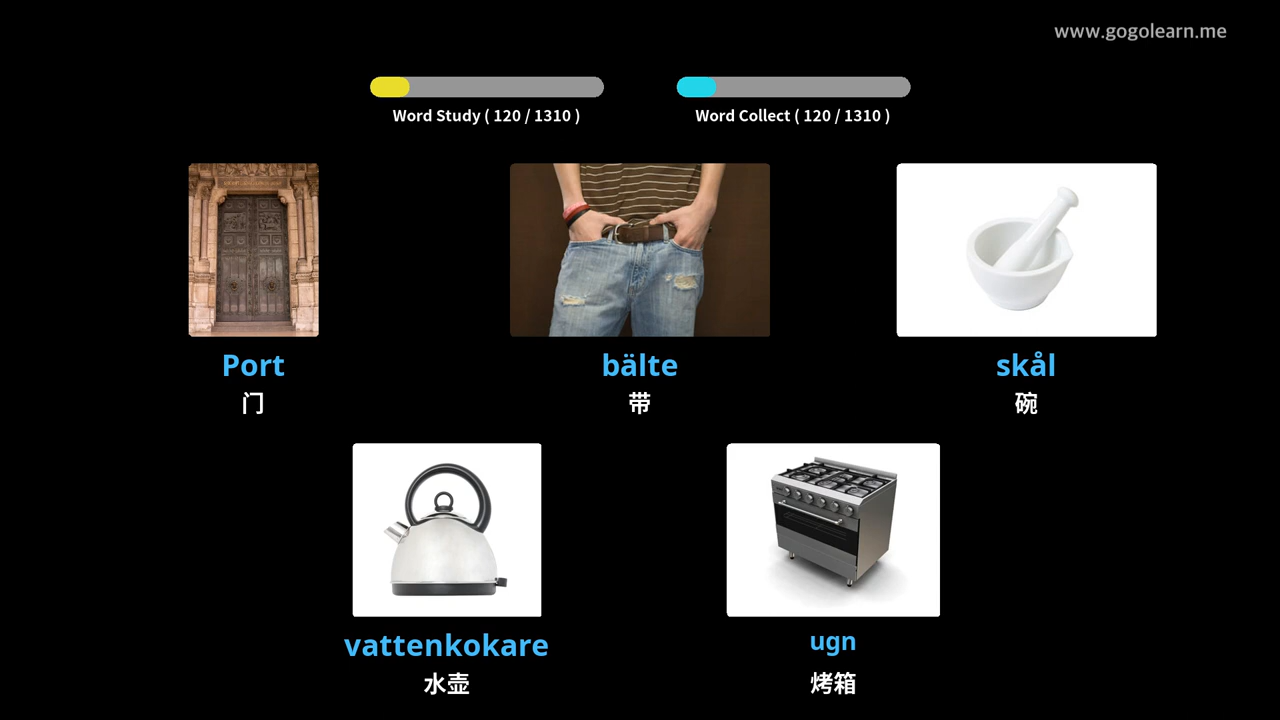 www.gogolearn.me
Word Study ( 120 / 1310 )
Word Collect ( 120 / 1310 )
Port
门
bälte
带
skål
碗
vattenkokare
水壶
ugn
烤箱